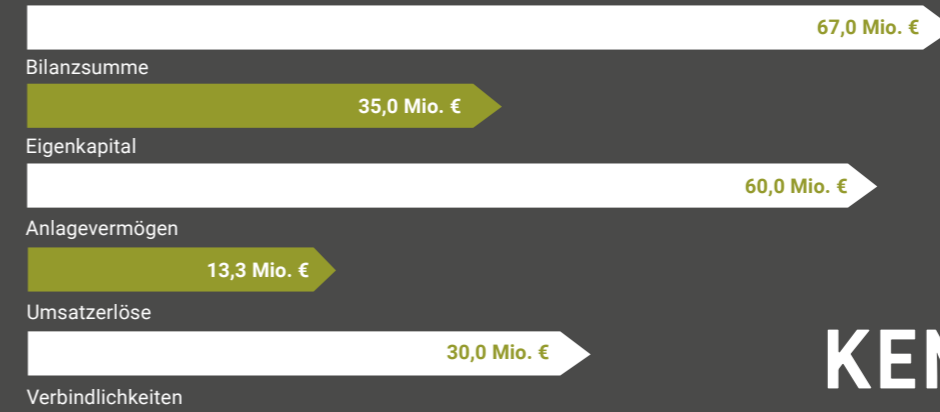 67,0 Mio. €
Bilanzsumme
35,0 Mio. €
Eigenkapital
60,0 Mio. €
Anlagevermögen
13,3 Mio. €
Umsatzerlöse
30,0 Mio. €
Verbindlichkeiten